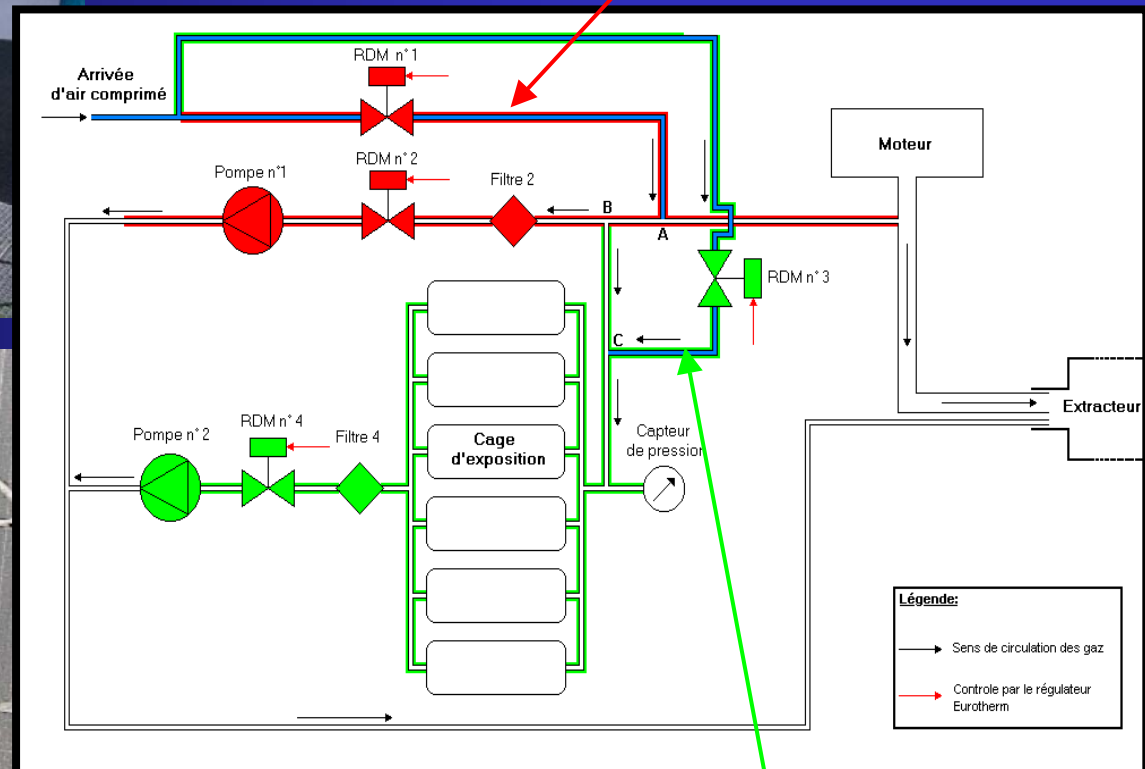 RDM n°1
Arrivée
d'air comprimé
Moteur
Pompe n°1
RDM n°2
Filtre 2
B
A
RDM n°3
C
Extracteur
Pompe n°2
RDM n°4
Filtre 4
Cage
d'exposition
Capteur
de pression
Légende:
Sens de circulation des gaz
Controle par le régulateur
Eurotherm